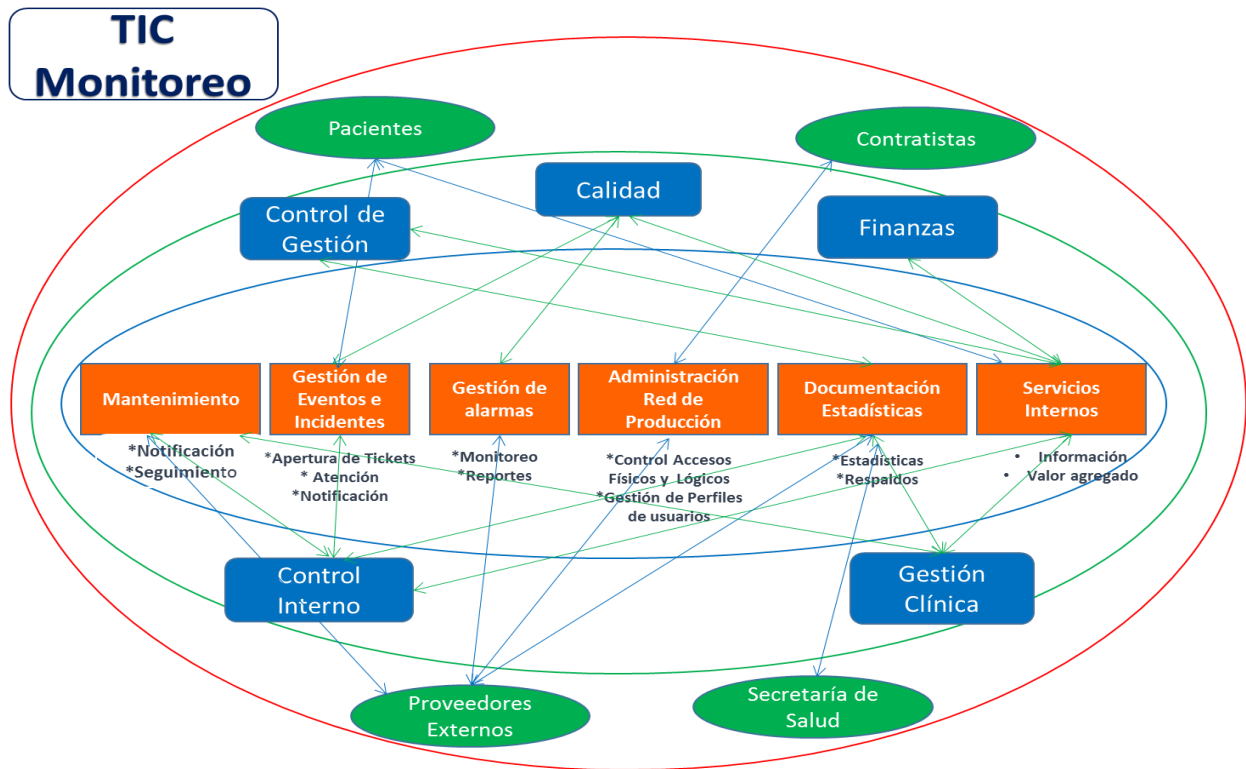 TIC
Monitoreo
Pacientes
Contratistas
Calidad
Control de
Gestión
Finanzas
Mantenimiento
Gestión de
Eventos e
Incidentes
Gestión de
alarmas
Administración
Red de
Producción
Documentación
Estadísticas
Servicios
Internos
*Notificación
*Seguimiento
*Apertura de Tickets
* Atención
*Notificación
*Monitoreo
*Reportes
*Control Accesos
Físicos y Lógicos
*Gestión de Perfiles
de usuarios
*Estadísticas
*Respaldos
• Información
• Valor agregado
Control
Interno
Gestión
Clínica
Proveedores
Externos
Secretaría de
Salud